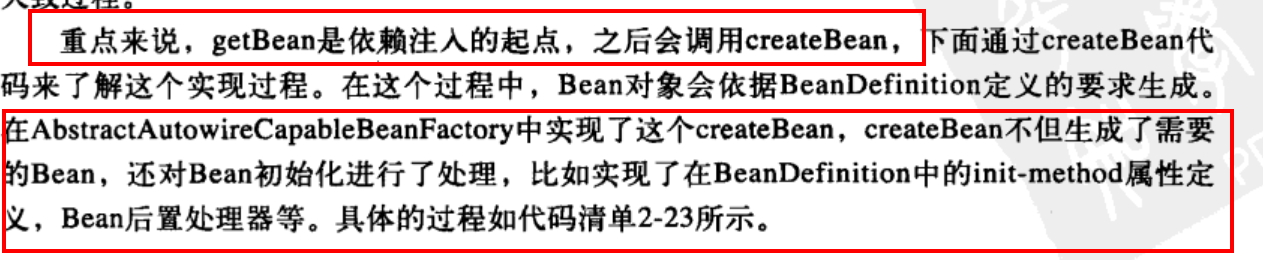 大致过程。
重点来说，getBean是依赖注入的起点，之后会调用createBean，下面通过createBean代
码来了解这个实现过程。在这个过程中，Bean对象会依据BeanDefinition定义的要求生成。
在AbstractAutowireCapableBeanFactory中实现了这个createBean，createBean不但生成了需要
的Bean，还对Bean初始化进行了处理，比如实现了在BeanDefinition中的init-method属性定
义，Bean后置处理器等。具体的过程如代码清单2-23所示。